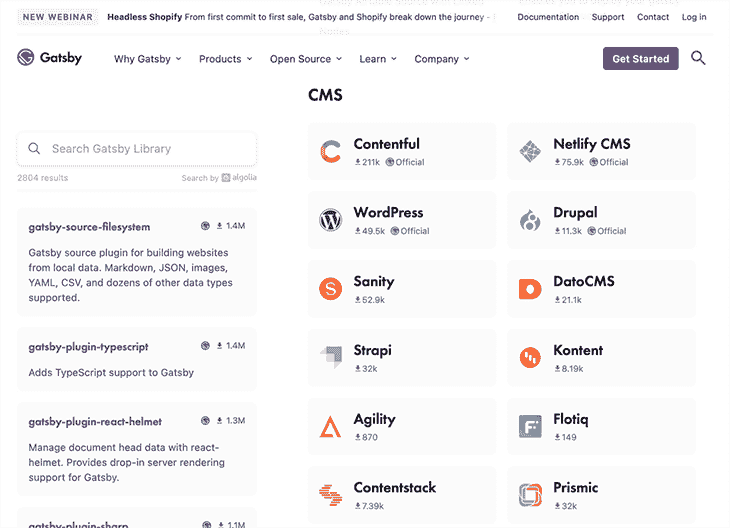 NEW WEBINAR Headless Shopify From first commit to first sale, Gatsby and Shopify break down the journey - Documentation Support Contact Log in
Gatsby Why Gatsby Products Open Source Learn Company Get Started
Search Gatsby Library
2804 results Search by algolia
gatsby-source-filesystem 1.4M
Gatsby source plugin for building websites
from local data. Markdown, JSON, images,
YAML, CSV, and dozens of other data types
supported.
gatsby-plugin-typescript 1.4M
Adds TypeScript support to Gatsby
gatsby-plugin-react-helmet 1.3M
Manage document head data with react-
helmet. Provides drop-in server rendering
support for Gatsby.
gatsby-plugin-sharp 1.1M
CMS
Contentful
211k Official
Netlify CMS
75.9k Official
WordPress
49.5k Official
Drupal
11.3k Official
Sanity
52.9k
DatoCMS
21.1k
Strapi
32k
Kontent
8.19k
Agility
870
Flotiq
149
Contentstack
7.39k
Prismic
32k